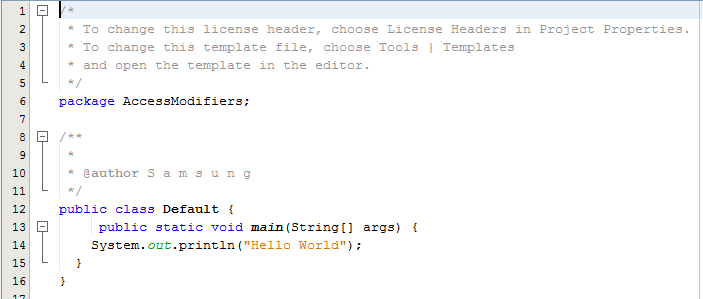 1 /*
2 * To change this license header, choose License Headers in Project Properties.
3 * To change this template file, choose Tools | Templates
4 * and open the template in the editor.
5 */
6 package AccessModifiers;
7
8 /**
9 *
10 * @author S a m s u n g
11 */
12 public class Default {
13 public static void main(String[] args) {
14 System.out.println("Hello World");
15 }
16 }
17